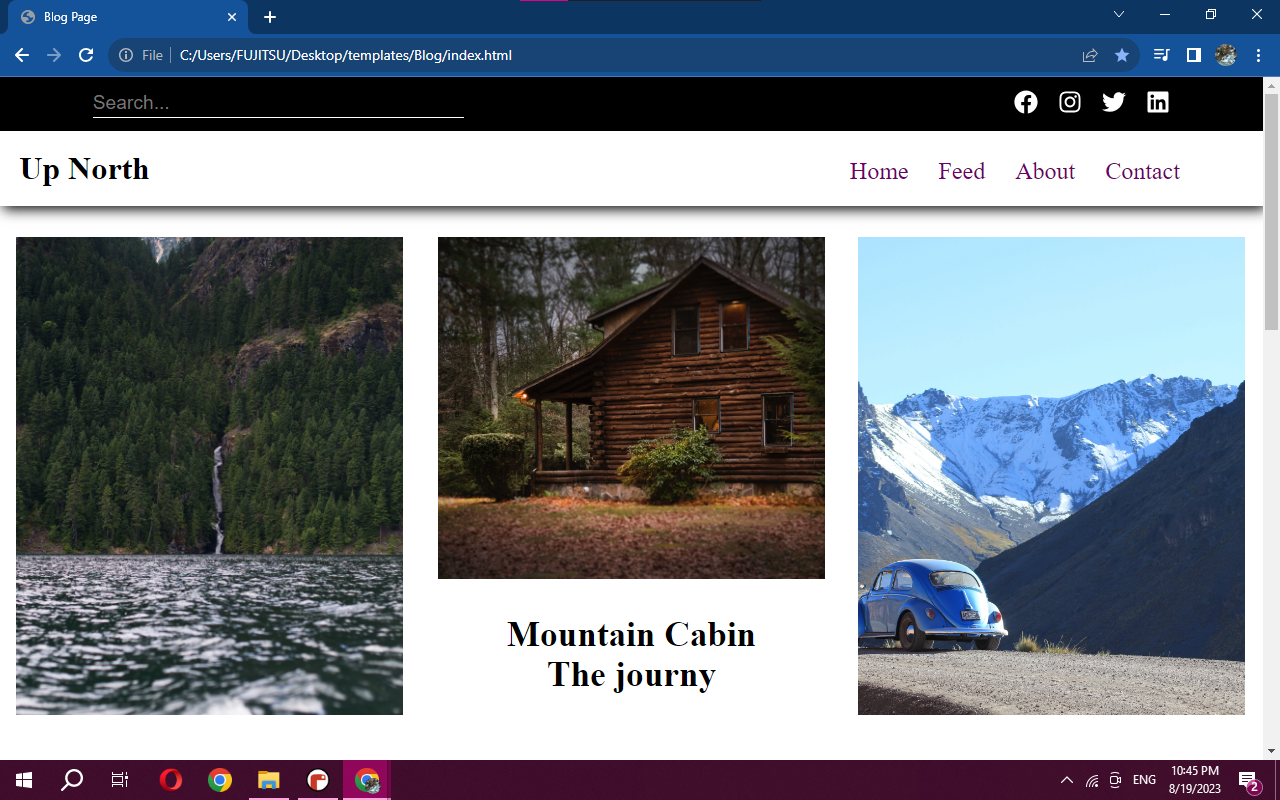 Blog Page
File
C:/Users/FUJITSU/Desktop/templates/Blog/index.html
Search...
Up North
Home Feed About Contact
Mountain Cabin
The journy
ENG
10:45 PM
8/19/2023
2